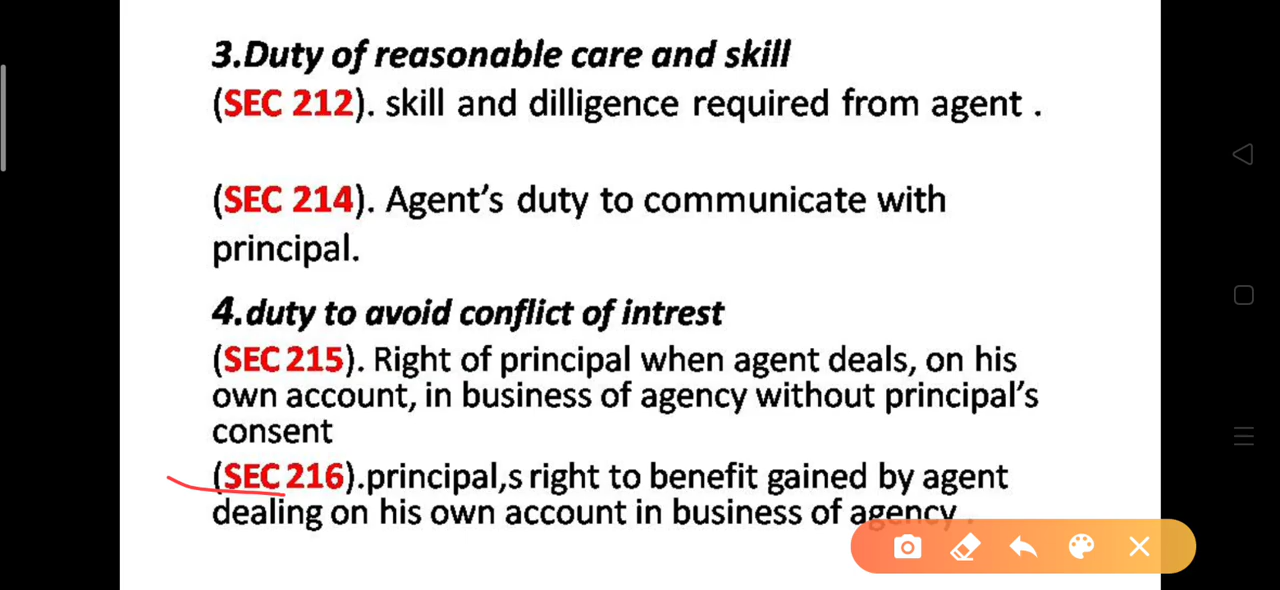 3.Duty of reasonable care and skill
(SEC 212). skill and dilligence required from agent .
(SEC 214). Agent’s duty to communicate with
principal.
4.duty to avoid conflict of intrest
(SEC 215). Right of principal when agent deals, on his
own account, in business of agency without principal’s
consent
(SEC 216).principal,s right to benefit gained by agent
dealing on his own account in business of agency .